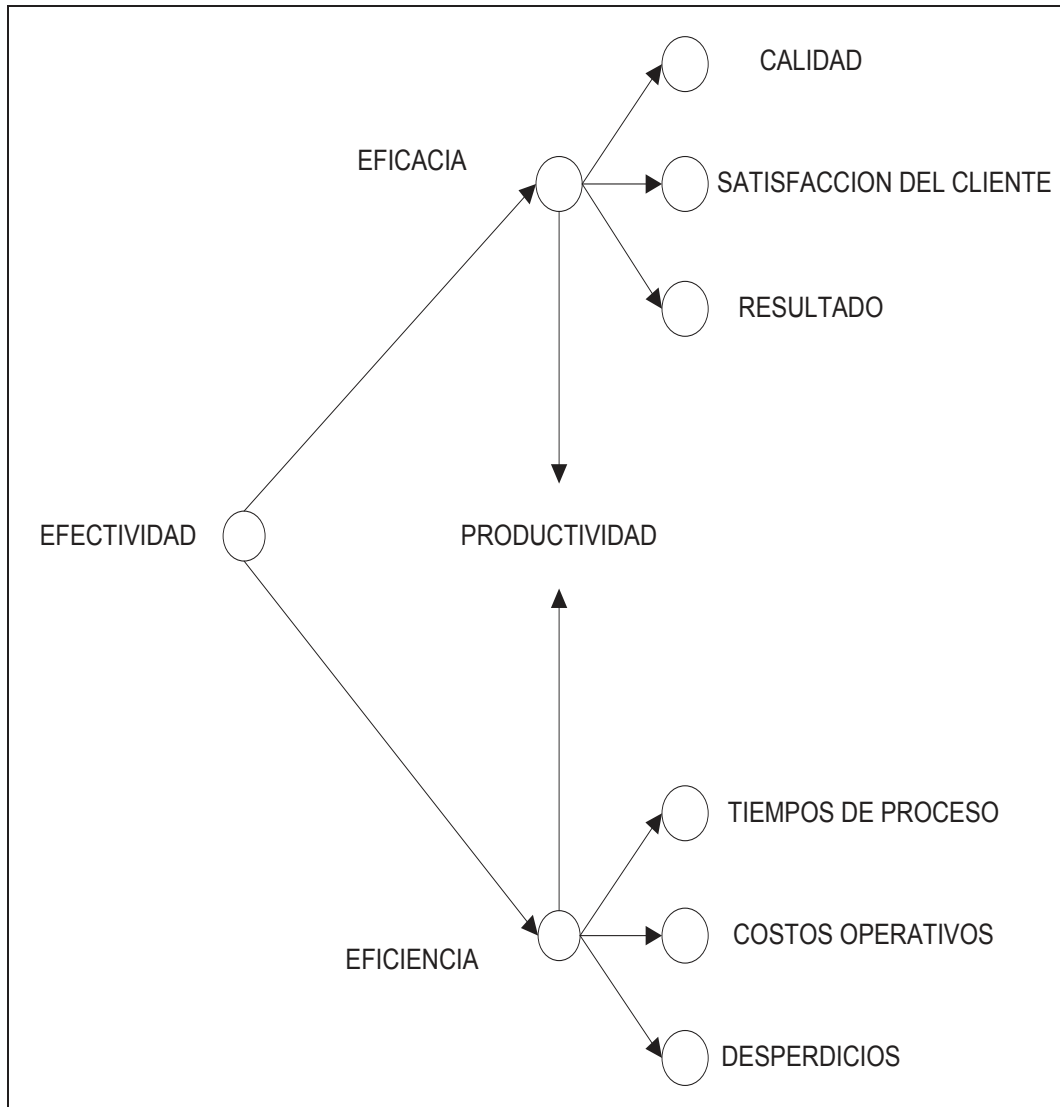 CALIDAD
EFICACIA
SATISFACCION DEL CLIENTE
RESULTADO
EFECTIVIDAD
PRODUCTIVIDAD
TIEMPOS DE PROCESO
COSTOS OPERATIVOS
EFICIENCIA
DESPERDICIOS